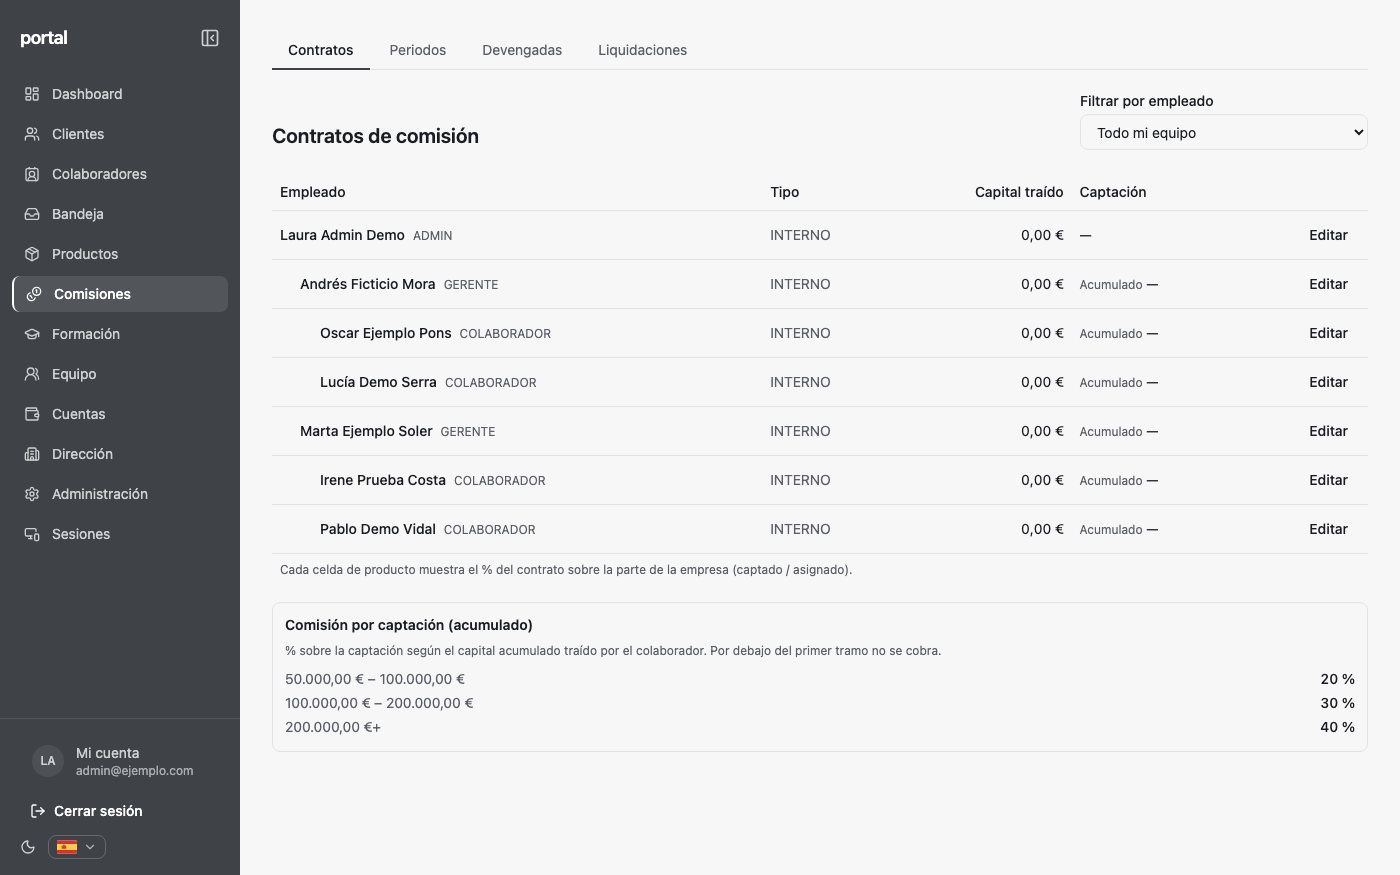 portal
Dashboard
Clientes
Colaboradores
Bandeja
Productos
Comisiones
Formación
Equipo
Cuentas
Dirección
Administración
Sesiones
LA
Mi cuenta
admin@ejemplo.com
Cerrar sesión
Contratos Periodos Devengadas Liquidaciones
Filtrar por empleado
Contratos de comisión
Todo mi equipo
Empleado Tipo Capital traído Captación
Laura Admin Demo ADMIN INTERNO 0,00 € — Editar
Andrés Ficticio Mora GERENTE INTERNO 0,00 € Acumulado — Editar
Oscar Ejemplo Pons COLABORADOR INTERNO 0,00 € Acumulado — Editar
Lucía Demo Serra COLABORADOR INTERNO 0,00 € Acumulado — Editar
Marta Ejemplo Soler GERENTE INTERNO 0,00 € Acumulado — Editar
Irene Prueba Costa COLABORADOR INTERNO 0,00 € Acumulado — Editar
Pablo Demo Vidal COLABORADOR INTERNO 0,00 € Acumulado — Editar
Cada celda de producto muestra el % del contrato sobre la parte de la empresa (captado / asignado).
Comisión por captación (acumulado)
% sobre la captación según el capital acumulado traído por el colaborador. Por debajo del primer tramo no se cobra.
50.000,00 € – 100.000,00 € 20 %
100.000,00 € – 200.000,00 € 30 %
200.000,00 €+ 40 %